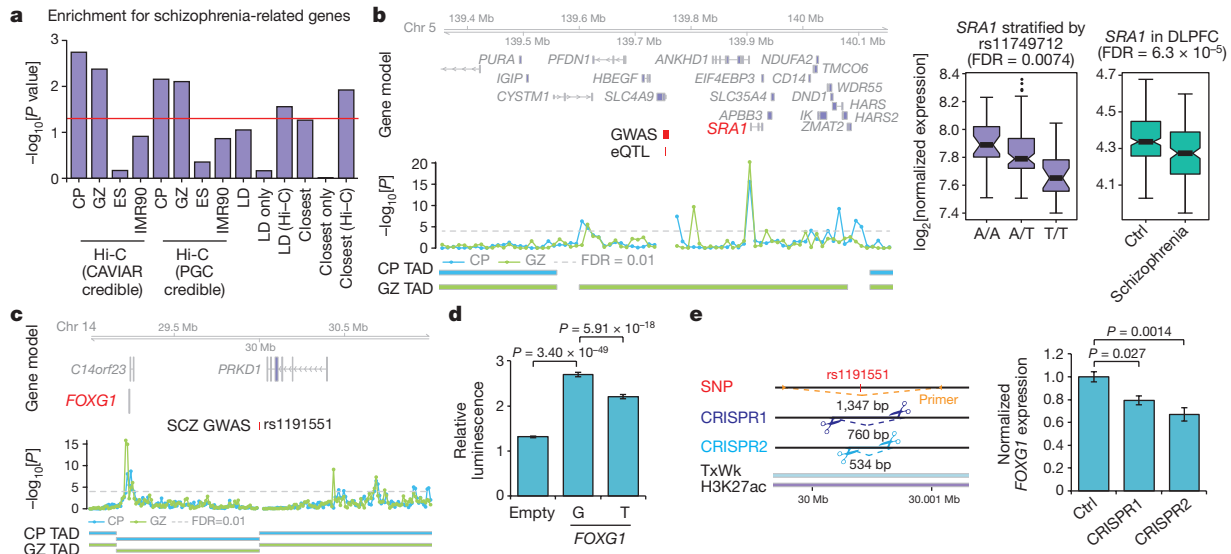 a
Enrichment for schizophrenia-related genes
–log10[P value]
3
2
1
0
CP
GZ
ES
IMR90
CP
GZ
ES
IMR90
LD
LD only
LD (Hi–C)
Closest
Closest only
Closest (Hi–C)
Hi-C
(CAVIAR
credible)
Hi-C
(PGC
credible)
b
Chr 5
139.4 Mb
139.6 Mb
139.8 Mb
140 Mb
139.5 Mb
139.7 Mb
139.9 Mb
140.1 Mb
Gene model
PURA
PFDN1
ANKHD1
NDUFA2
TMCO6
IGIP
HBEGF
EIF4EBP3
CD14
WDR55
CYSTM1
SLC4A9
SLC35A4
DND1
HARS
APBB3
IK
HARS2
SRA1
ZMAT2
GWAS
eQTL
–log10[P]
20
15
10
5
0
CP
GZ
FDR = 0.01
CP TAD
GZ TAD
SRA1 stratified by
rs11749712
(FDR = 0.0074)
log2[normalized expression]
8.4
8.2
8.0
7.8
7.6
7.4
A/A
A/T
T/T
SRA1 in DLPFC
(FDR = 6.3 × 10–5)
4.7
4.5
4.3
4.1
Ctrl
Schizophrenia
c
Chr 14
29.5 Mb
30.5 Mb
30 Mb
Gene model
C14orf23
PRKD1
FOXG1
SCZ GWAS
rs1191551
–log10[P]
20
15
10
5
0
CP
GZ
FDR=0.01
CP TAD
GZ TAD
d
P = 5.91 × 10–18
P = 3.40 × 10–49
Relative
luminescence
3
2
1
0
Empty
G
T
FOXG1
e
SNP
rs1191551
Primer
1,347 bp
CRISPR1
760 bp
CRISPR2
534 bp
TxWk
H3K27ac
30 Mb
30.001 Mb
P = 0.0014
P = 0.027
Normalized
FOXG1 expression
1.2
1.0
0.8
0.6
0.4
0.2
0
Ctrl
CRISPR1
CRISPR2